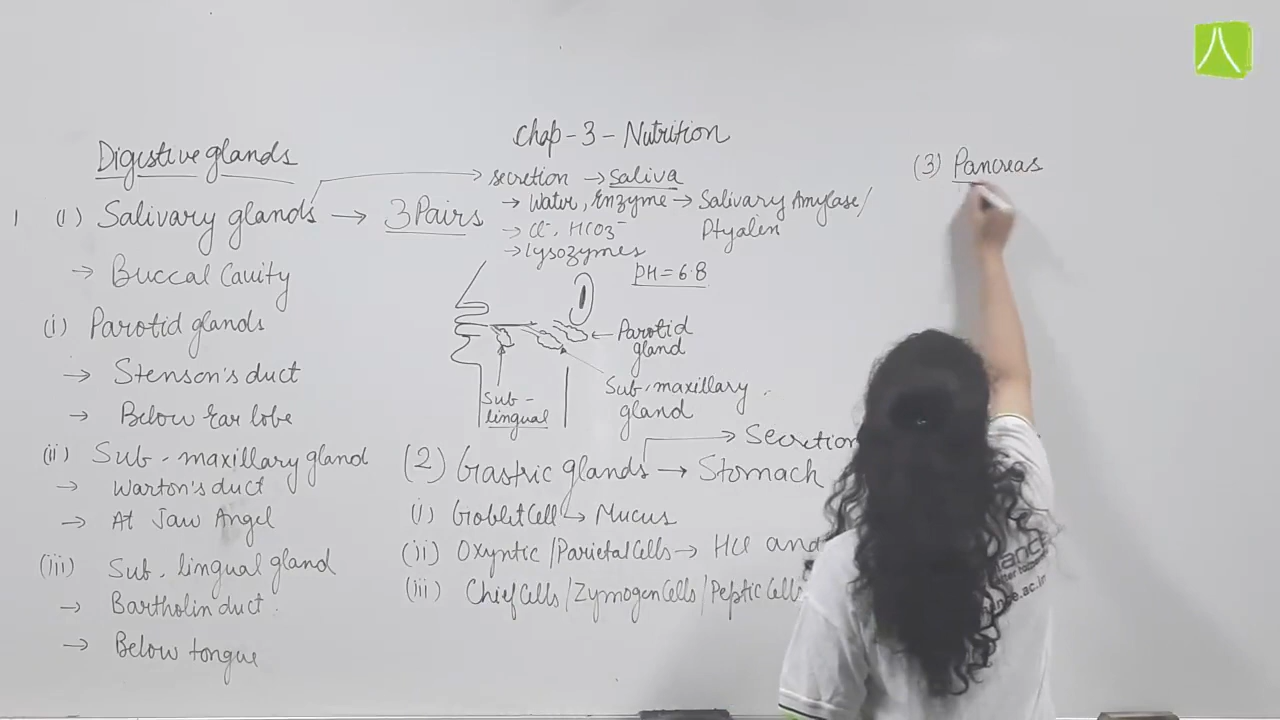 Chap-3-Nutrition
Digestive glands
1 (1) Salivary glands → 3 Pairs
→ Buccal Cavity
(i) Parotid glands
→ Stenson's duct
→ Below Ear lobe
(ii) Sub-maxillary gland
→ Warton's duct
→ At Jaw Angel
(iii) Sub-lingual gland
→ Bartholin duct.
→ Below tongue
secretion → Saliva
→ Water, Enzyme → Salivary Amylase/
Ptyalen
→ Cl⁻, HCO3⁻
→ Lysozymes
pH = 6.8
Parotid
gland
Sub-maxillary
gland
Sub-
lingual
→ Secretion
(2) Gastric glands → Stomach
(i) Goblet Cell → Mucus
(ii) Oxyntic/Parietal Cells → HCl and
(iii) Chief Cells/Zymogen Cells/Peptic Cells
(3) Pancreas